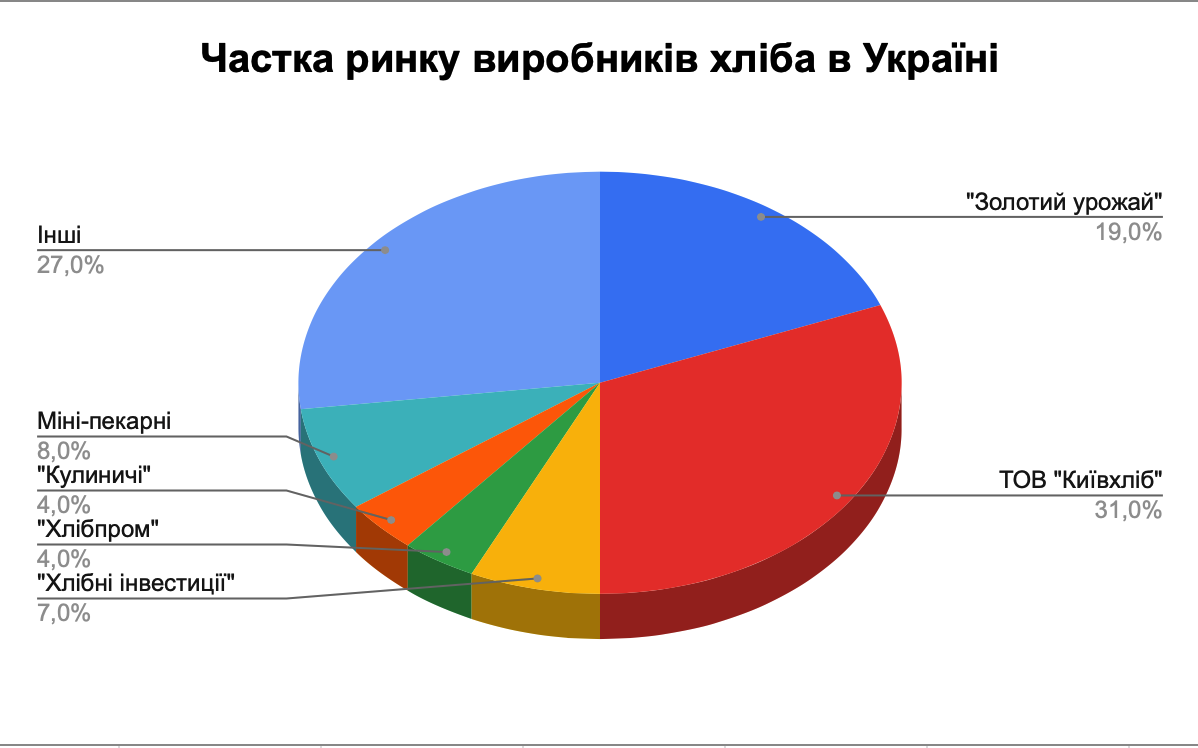 Частка ринку виробників хліба в Україні
"Золотий урожай"
19,0%
Інші
27,0%
Міні-пекарні
8,0%
"Кулиничі"
4,0%
"Хлібпром"
4,0%
"Хлібні інвестиції"
7,0%
ТОВ "Київхліб"
31,0%